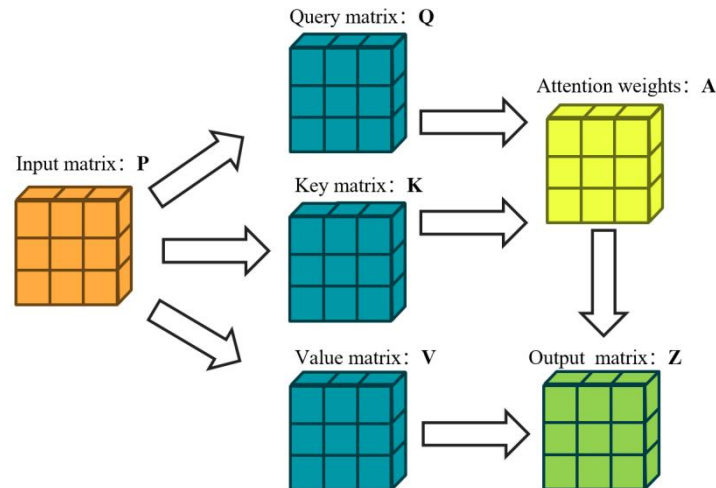 Query matrix：Q
Attention weights：A
Input matrix：P
Key matrix：K
Value matrix：V
Output matrix：Z